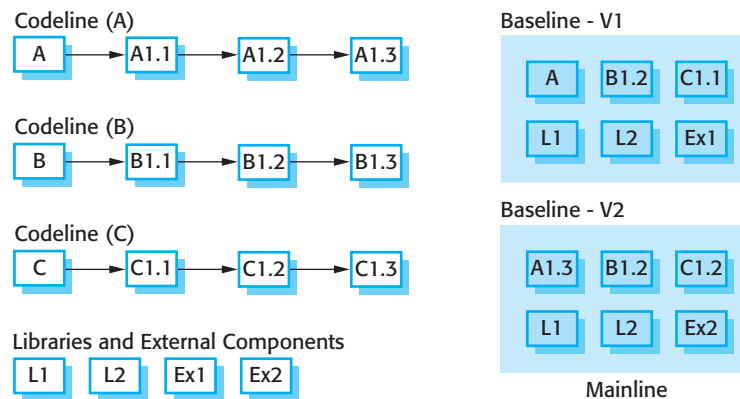 Codeline (A)
A A1.1 A1.2 A1.3
Codeline (B)
B B1.1 B1.2 B1.3
Codeline (C)
C C1.1 C1.2 C1.3
Libraries and External Components
L1 L2 Ex1 Ex2
Baseline - V1
A B1.2 C1.1
L1 L2 Ex1
Baseline - V2
A1.3 B1.2 C1.2
L1 L2 Ex2
Mainline